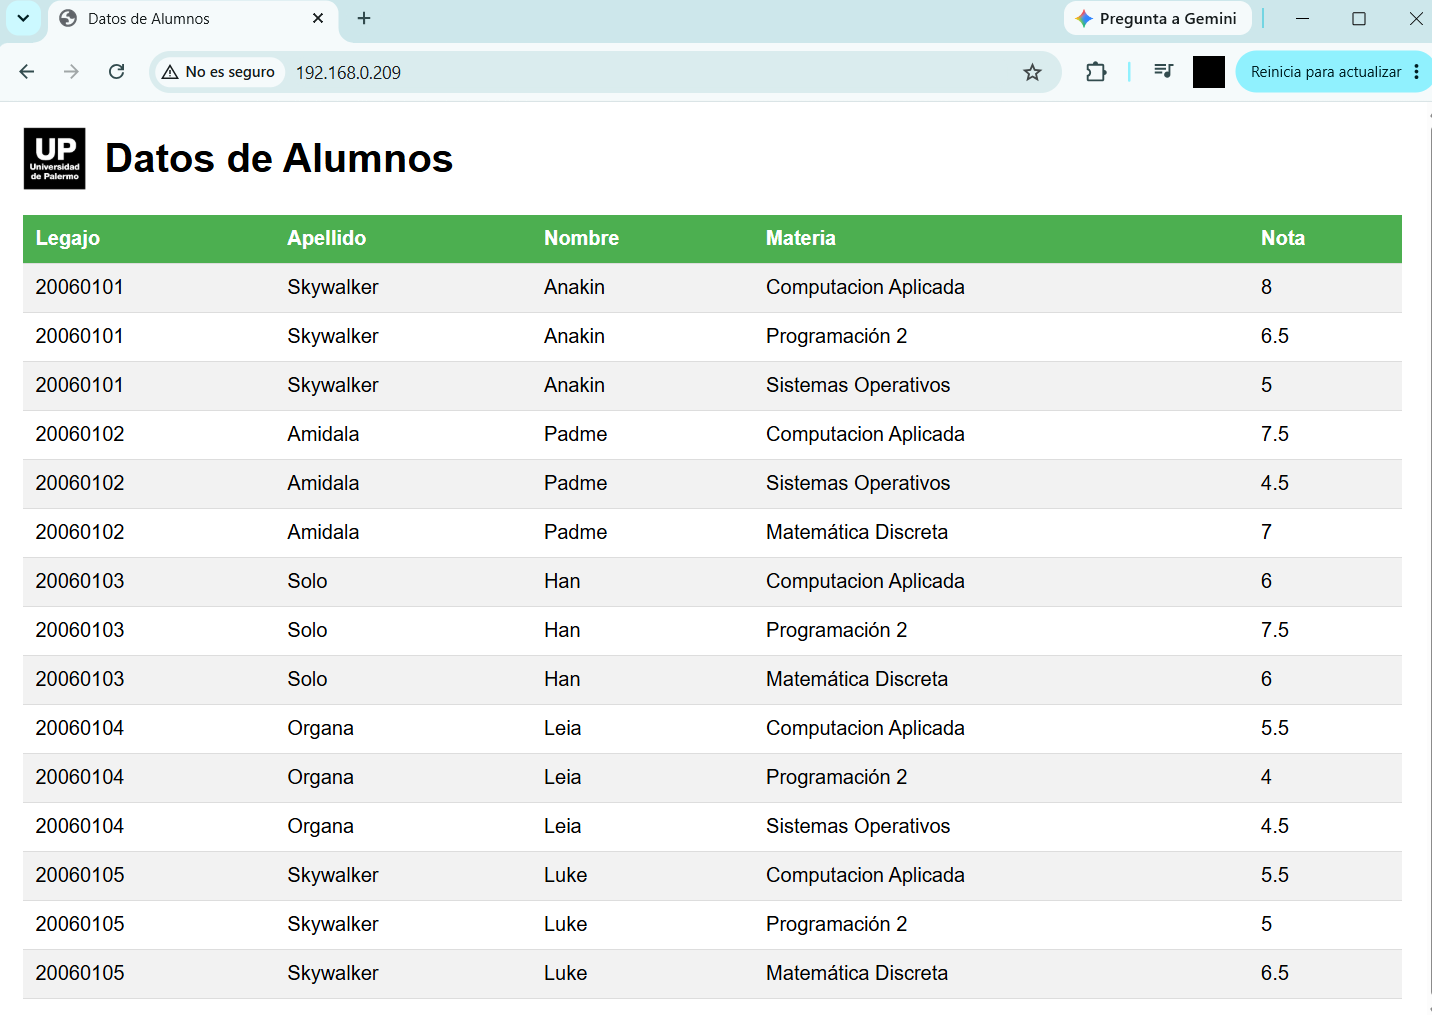 Datos de Alumnos
Pregunta a Gemini
No es seguro 192.168.0.209 Reinicia para actualizar
UP
Universidad
de Palermo
Datos de Alumnos
Legajo Apellido Nombre Materia Nota
20060101 Skywalker Anakin Computacion Aplicada 8
20060101 Skywalker Anakin Programación 2 6.5
20060101 Skywalker Anakin Sistemas Operativos 5
20060102 Amidala Padme Computacion Aplicada 7.5
20060102 Amidala Padme Sistemas Operativos 4.5
20060102 Amidala Padme Matemática Discreta 7
20060103 Solo Han Computacion Aplicada 6
20060103 Solo Han Programación 2 7.5
20060103 Solo Han Matemática Discreta 6
20060104 Organa Leia Computacion Aplicada 5.5
20060104 Organa Leia Programación 2 4
20060104 Organa Leia Sistemas Operativos 4.5
20060105 Skywalker Luke Computacion Aplicada 5.5
20060105 Skywalker Luke Programación 2 5
20060105 Skywalker Luke Matemática Discreta 6.5